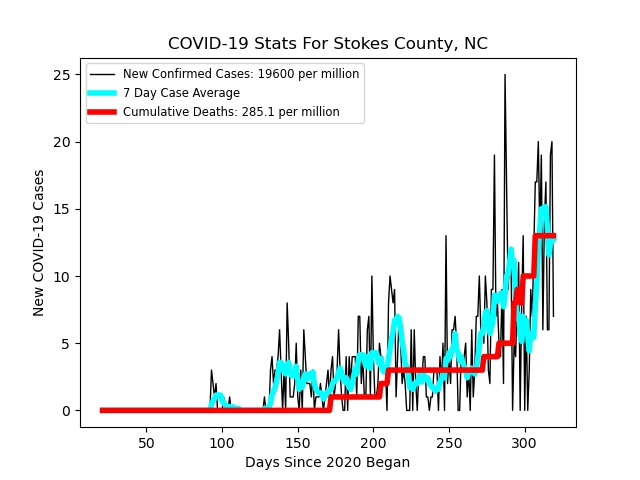 COVID-19 Stats For Stokes County, NC
New Confirmed Cases: 19600 per million
7 Day Case Average
Cumulative Deaths: 285.1 per million
New COVID-19 Cases
25
20
15
10
5
0
50 100 150 200 250 300
Days Since 2020 Began